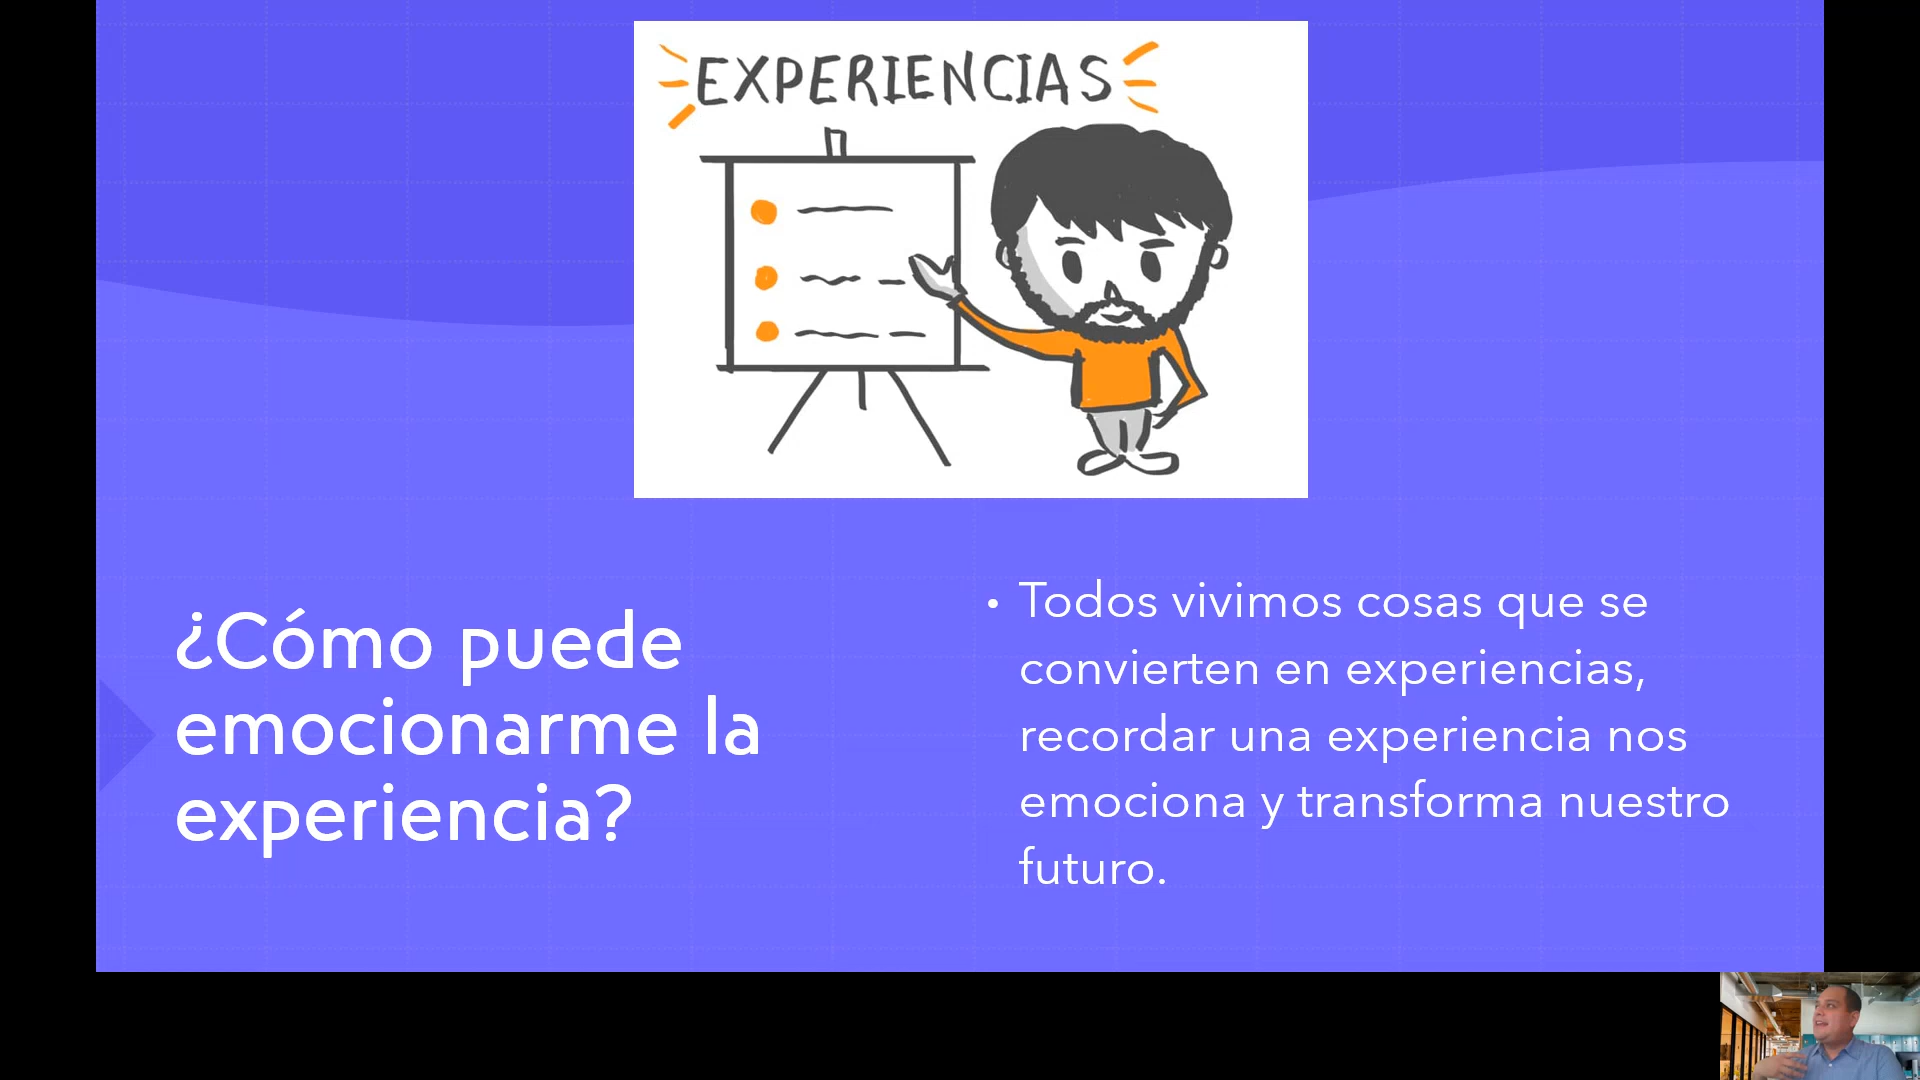 EXPERIENCIAS
¿Cómo puede
emocionarme la
experiencia?
• Todos vivimos cosas que se
convierten en experiencias,
recordar una experiencia nos
emociona y transforma nuestro
futuro.